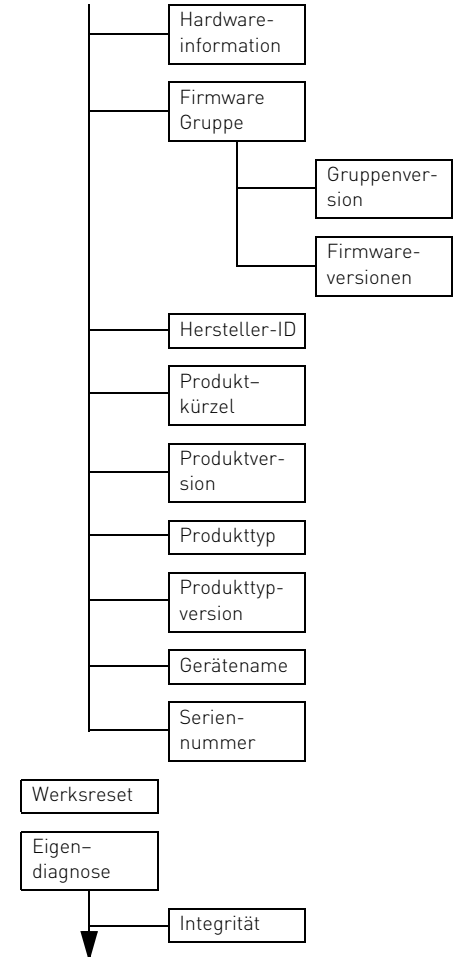 Hardware-
information
Firmware
Gruppe
Gruppenver-
sion
Firmware-
versionen
Hersteller-ID
Produkt–
kürzel
Produktver-
sion
Produkttyp
Produkttyp-
version
Gerätename
Serien-
nummer
Werksreset
Eigen–
diagnose
Integrität